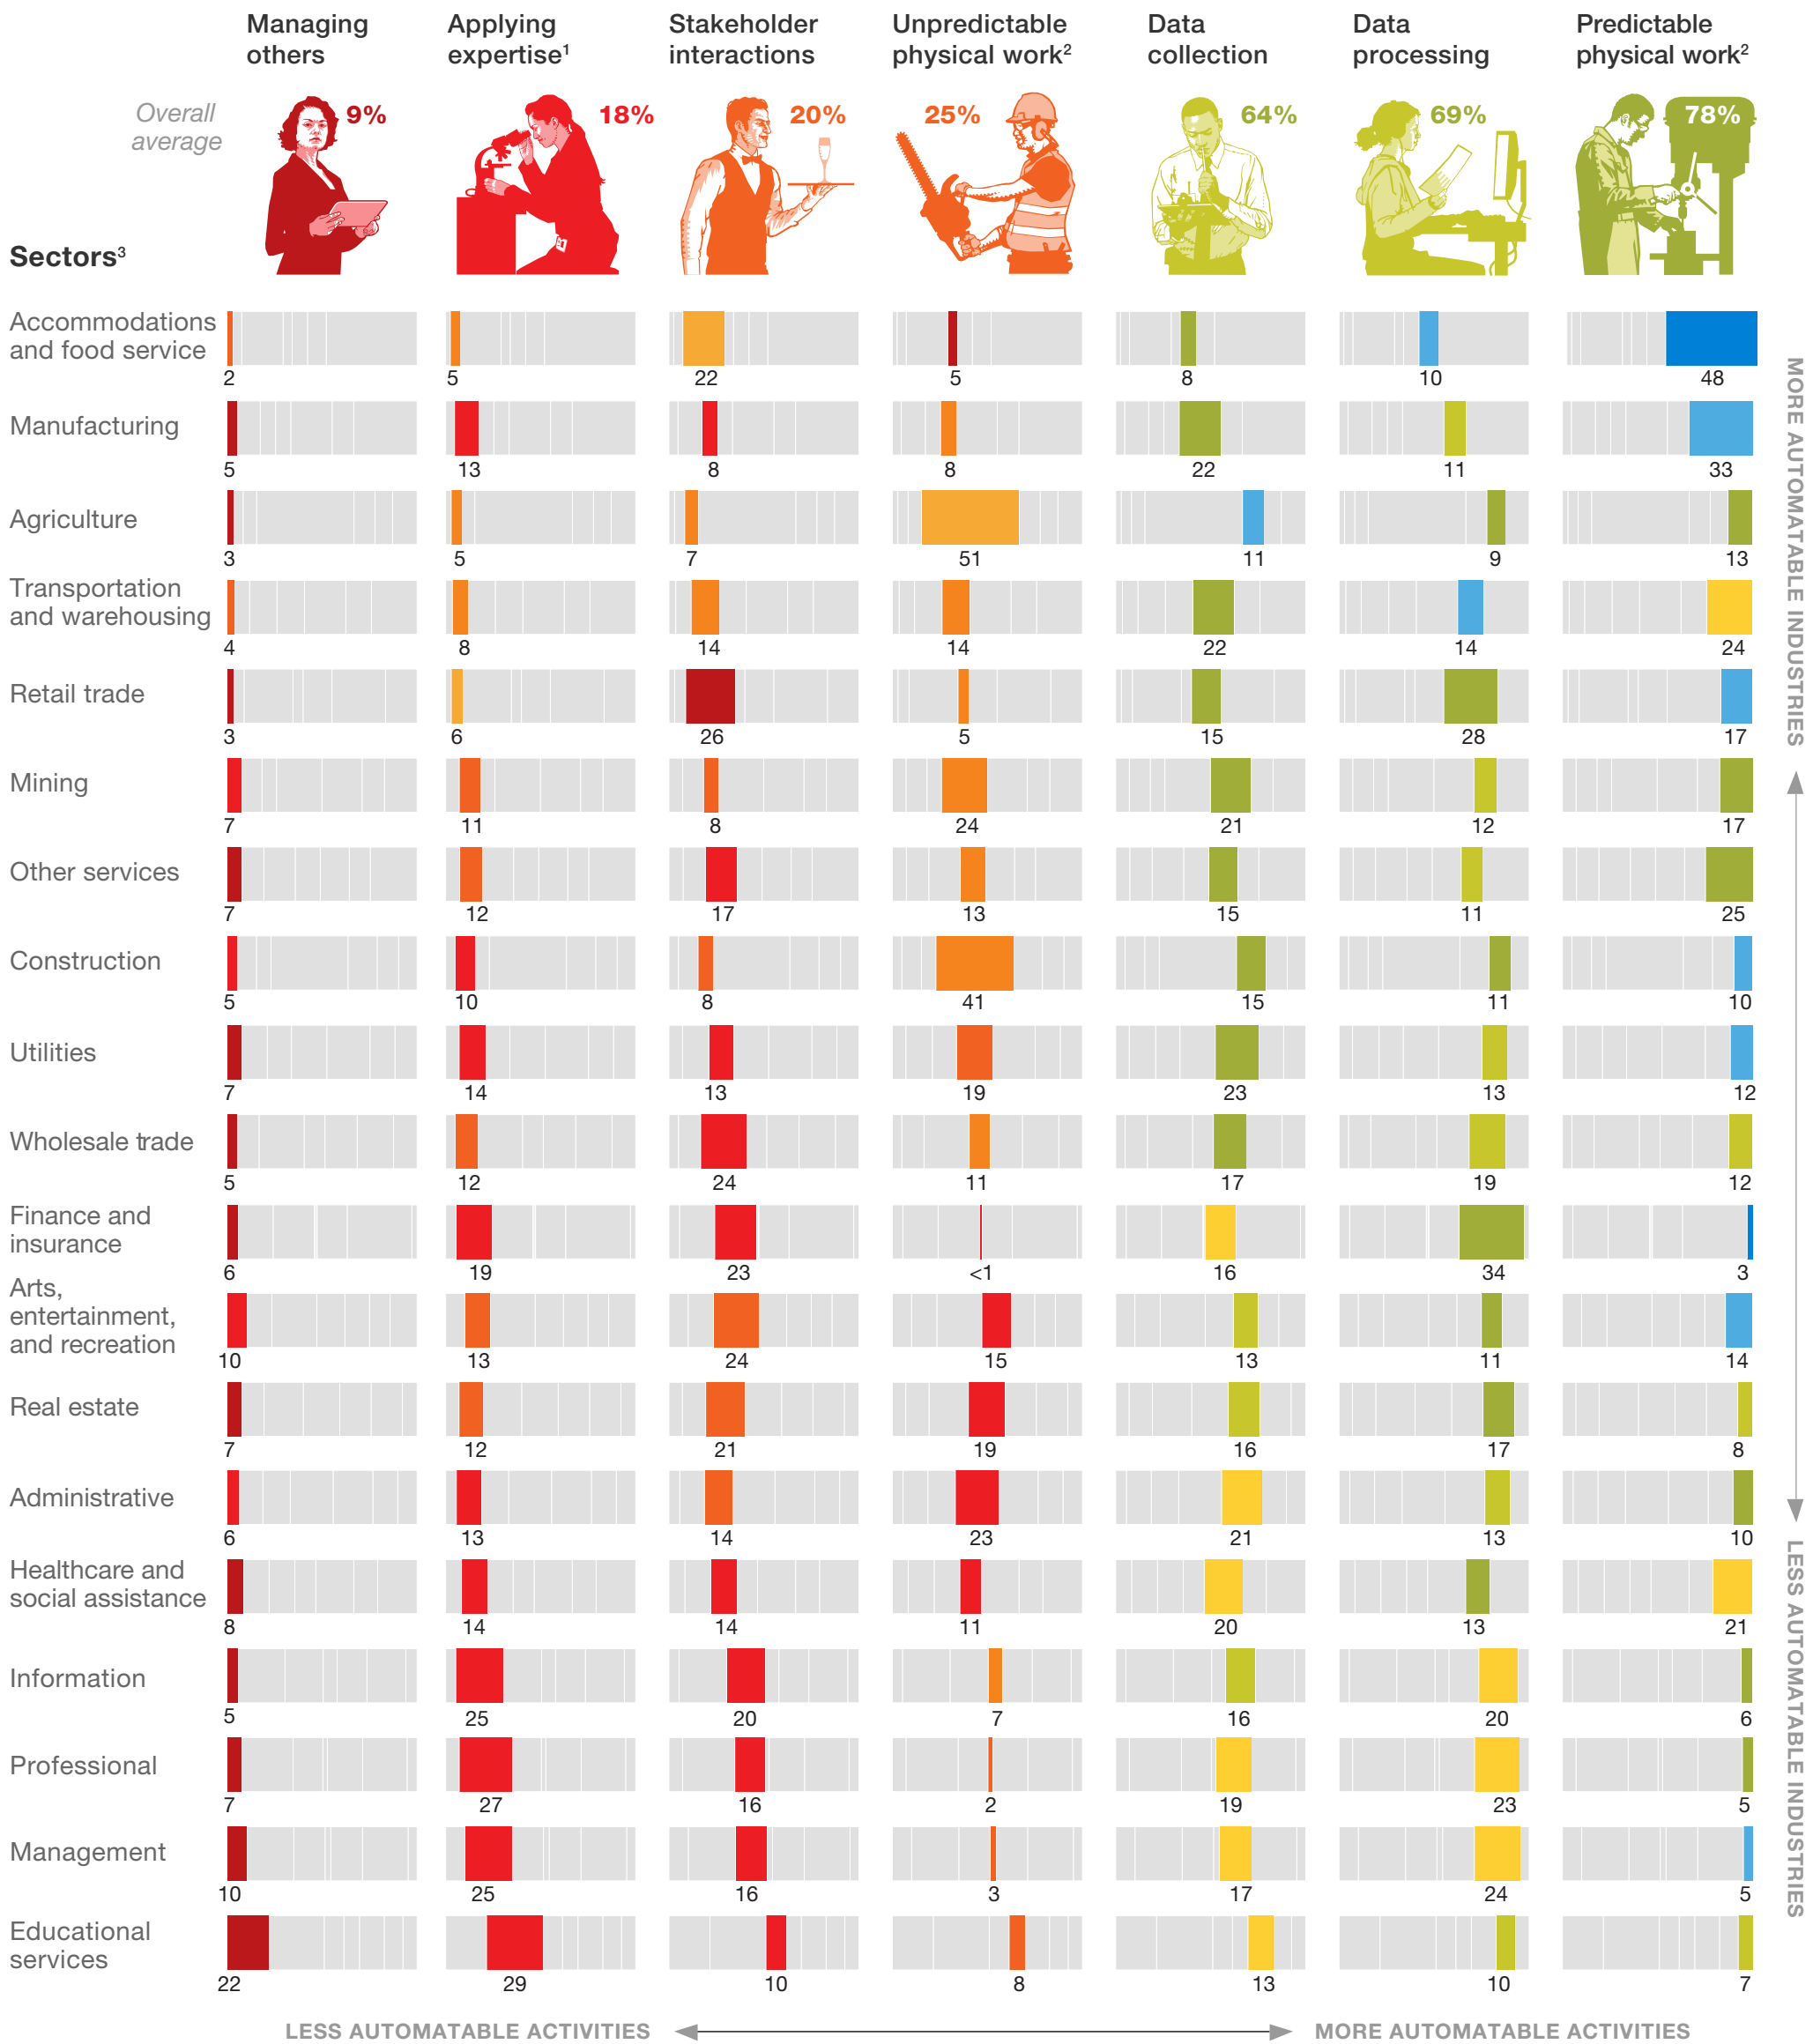 Managing
others
Applying
expertise¹
Stakeholder
interactions
Unpredictable
physical work²
Data
collection
Data
processing
Predictable
physical work²
Overall
average
9%
18%
20%
25%
64%
69%
78%
Sectors³
Accommodations
and food service
2 5 22 5 8 10 48
Manufacturing
5 13 8 8 22 11 33
Agriculture
3 5 7 51 11 9 13
Transportation
and warehousing
4 8 14 14 22 14 24
Retail trade
3 6 26 5 15 28 17
Mining
7 11 8 24 21 12 17
Other services
7 12 17 13 15 11 25
Construction
5 10 8 41 15 11 10
Utilities
7 14 13 19 23 13 12
Wholesale trade
5 12 24 11 17 19 12
Finance and
insurance
6 19 23 <1 16 34 3
Arts,
entertainment,
and recreation
10 13 24 15 13 11 14
Real estate
7 12 21 19 16 17 8
Administrative
6 13 14 23 21 13 10
Healthcare and
social assistance
8 14 14 11 20 13 21
Information
5 25 20 7 16 20 6
Professional
7 27 16 2 19 23 5
Management
10 25 16 3 17 24 5
Educational
services
22 29 10 8 13 10 7
MORE AUTOMATABLE INDUSTRIES
LESS AUTOMATABLE INDUSTRIES
LESS AUTOMATABLE ACTIVITIES
MORE AUTOMATABLE ACTIVITIES